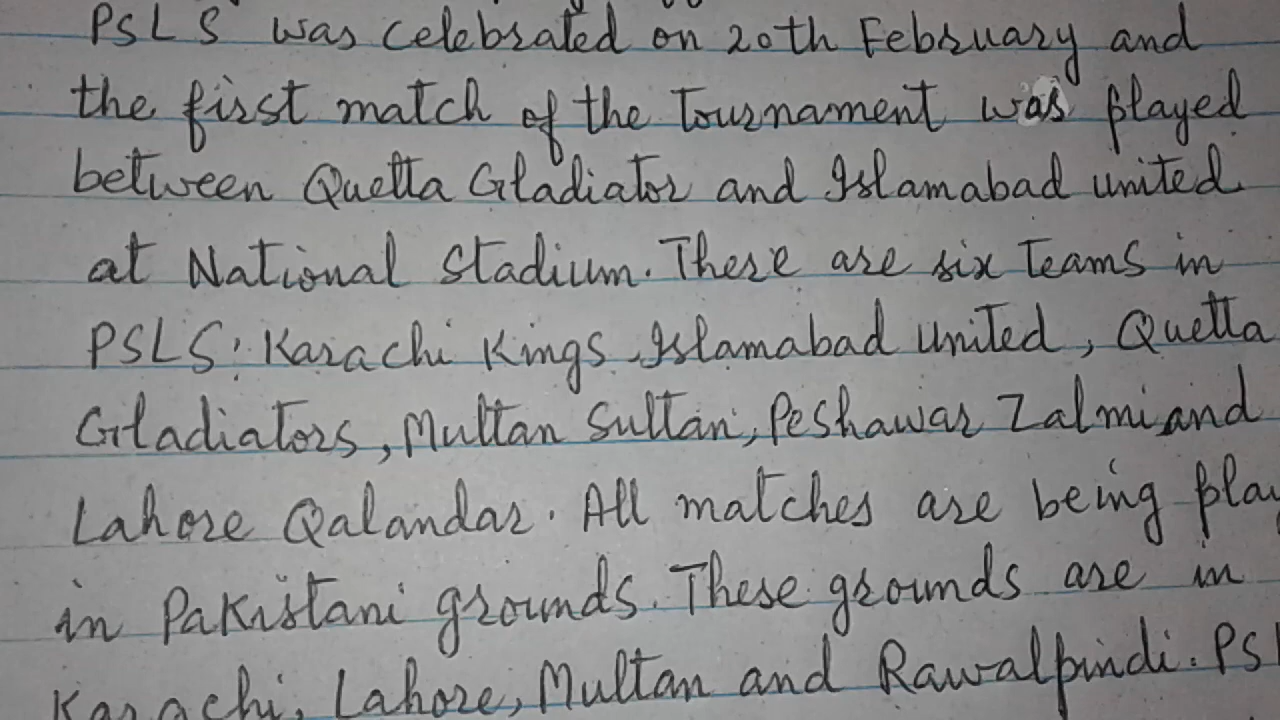 PSL5 was celebrated on 20th February and
the first match of the Tournament was played
between Quetta Gladiator and Islamabad united
at National Stadium. There are six Teams in
PSL5: Karachi Kings, Islamabad united, Quetta
Gladiators, Multan Sultan, Peshawar Zalmi and
Lahore Qalandar. All matches are being play
in Pakistani grounds. These grounds are in
Karachi, Lahore, Multan and Rawalpindi. PSL